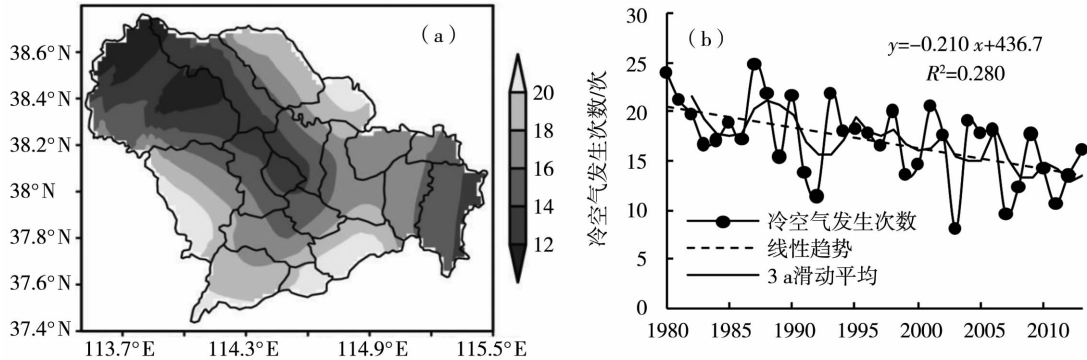 (a)
38.6°N
38.4°N
38.2°N
38°N
37.8°N
37.6°N
37.4°N
113.7°E
114.3°E
114.9°E
115.5°E
20
18
16
14
12
(b)
y=-0.210 x+436.7
R²=0.280
冷空气发生次数/次
30
25
20
15
10
5
0
冷空气发生次数
线性趋势
3 a滑动平均
1980
1985
1990
1995
2000
2005
2010